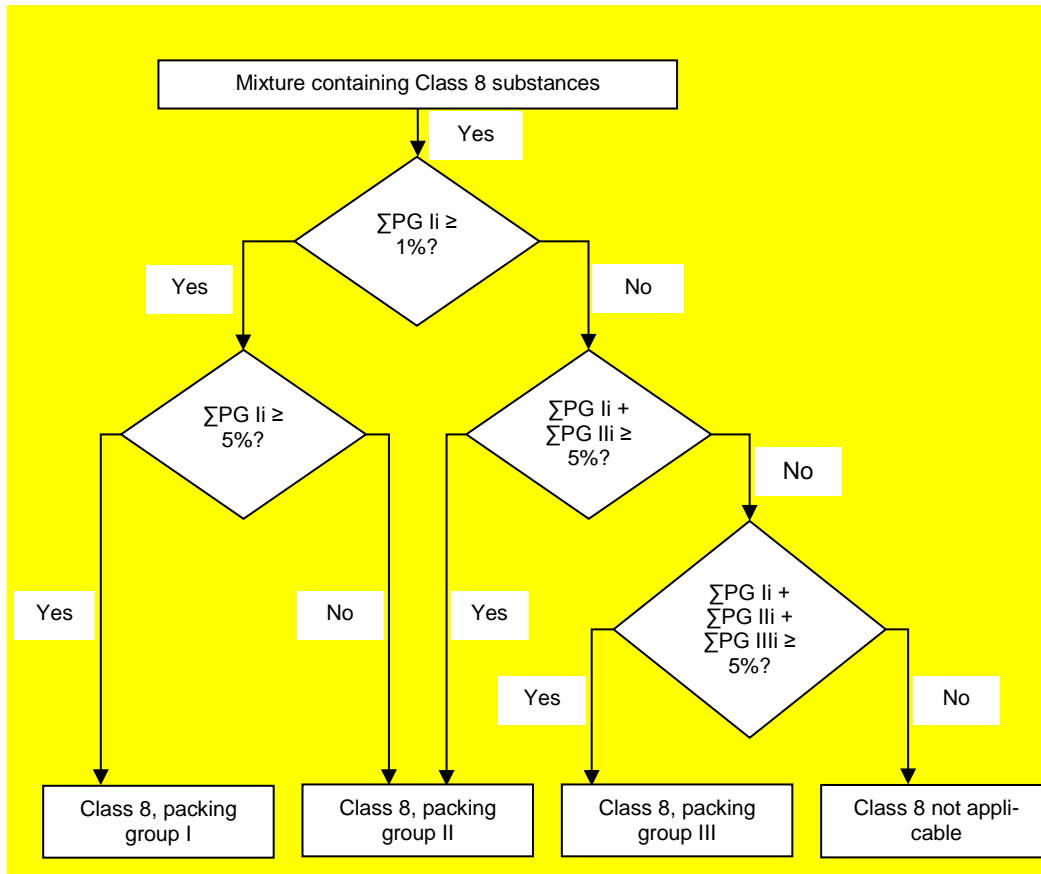 Mixture containing Class 8 substances
Yes
∑PG Ii ≥
1%?
Yes
No
∑PG Ii ≥
5%?
∑PG Ii +
∑PG IIi ≥
5%?
No
Yes
No
Yes
∑PG Ii +
∑PG IIi +
∑PG IIIi ≥
5%?
Yes
No
Class 8, packing
group I
Class 8, packing
group II
Class 8, packing
group III
Class 8 not appli-
cable